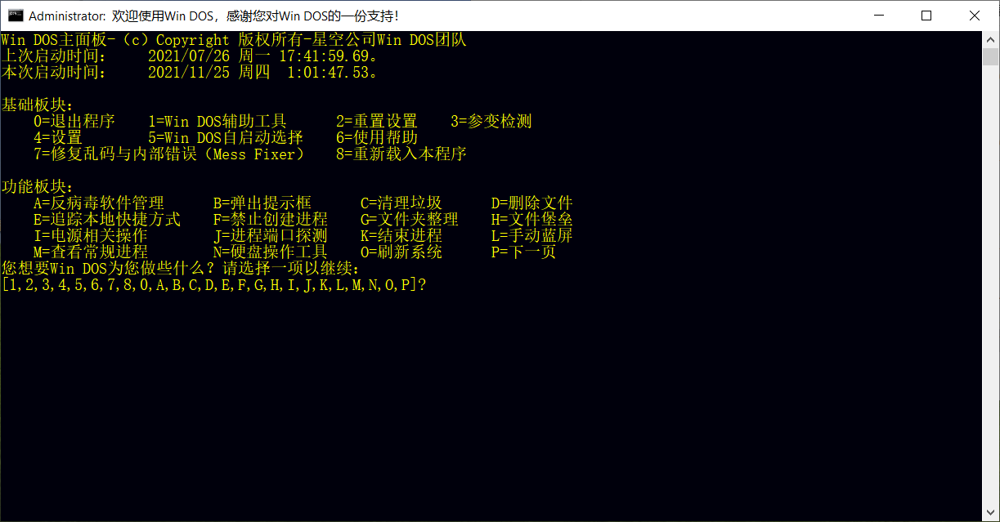 Administrator: 欢迎使用Win DOS，感谢您对Win DOS的一份支持！
Win DOS主面板-（c）Copyright 版权所有-星空公司Win DOS团队
上次启动时间：    2021/07/26 周一 17:41:59.69。
本次启动时间：    2021/11/25 周四  1:01:47.53。
基础板块：
0=退出程序    1=Win DOS辅助工具      2=重置设置    3=参变检测
4=设置        5=Win DOS自启动选择    6=使用帮助
7=修复乱码与内部错误（Mess Fixer）   8=重新载入本程序
功能板块：
A=反病毒软件管理      B=弹出提示框      C=清理垃圾      D=删除文件
E=追踪本地快捷方式    F=禁止创建进程    G=文件夹整理    H=文件堡垒
I=电源相关操作        J=进程端口探测    K=结束进程      L=手动蓝屏
M=查看常规进程        N=硬盘操作工具    O=刷新系统      P=下一页
您想要Win DOS为您做些什么？请选择一项以继续：
[1,2,3,4,5,6,7,8,0,A,B,C,D,E,F,G,H,I,J,K,L,M,N,O,P]?